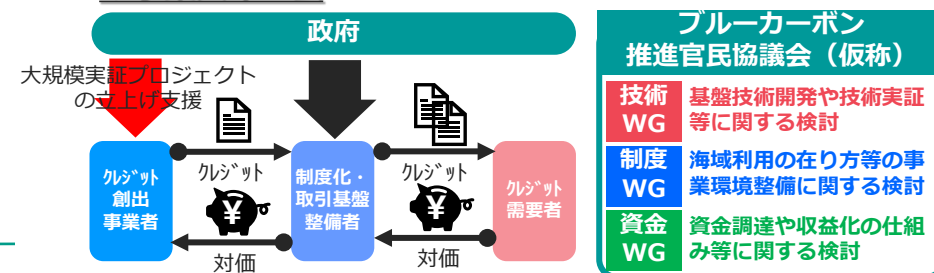 政府
大規模実証プロジェクト
の立上げ支援
クレジット
創出
事業者
クレジット
¥
対価
制度化・
取引基盤
整備者
クレジット
¥
対価
クレジット
需要者
ブルーカーボン
推進官民協議会（仮称）
技術
WG
基盤技術開発や技術実証
等に関する検討
制度
WG
海域利用の在り方等の事
業環境整備に関する検討
資金
WG
資金調達や収益化の仕組
み等に関する検討